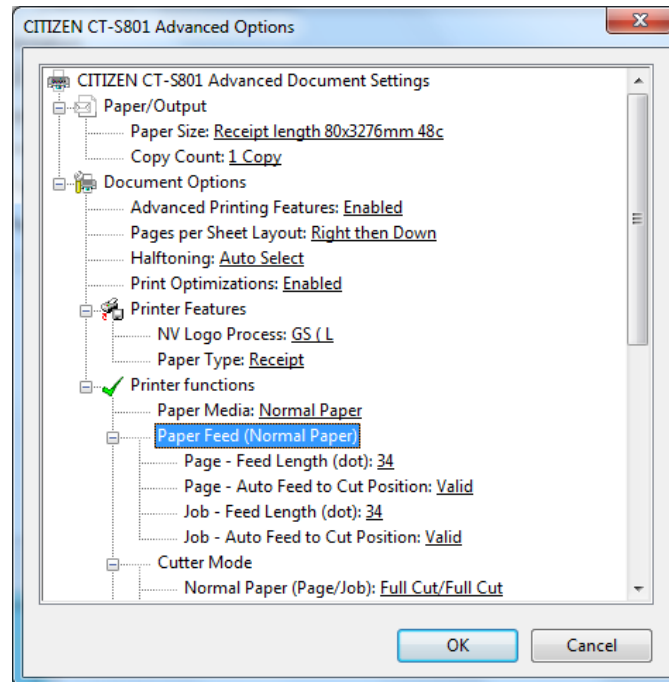 CITIZEN CT-S801 Advanced Options
CITIZEN CT-S801 Advanced Document Settings
Paper/Output
Paper Size: Receipt length 80x3276mm 48c
Copy Count: 1 Copy
Document Options
Advanced Printing Features: Enabled
Pages per Sheet Layout: Right then Down
Halftoning: Auto Select
Print Optimizations: Enabled
Printer Features
NV Logo Process: GS ( L
Paper Type: Receipt
Printer functions
Paper Media: Normal Paper
Paper Feed (Normal Paper)
Page - Feed Length (dot): 34
Page - Auto Feed to Cut Position: Valid
Job - Feed Length (dot): 34
Job - Auto Feed to Cut Position: Valid
Cutter Mode
Normal Paper (Page/Job): Full Cut/Full Cut
OK Cancel